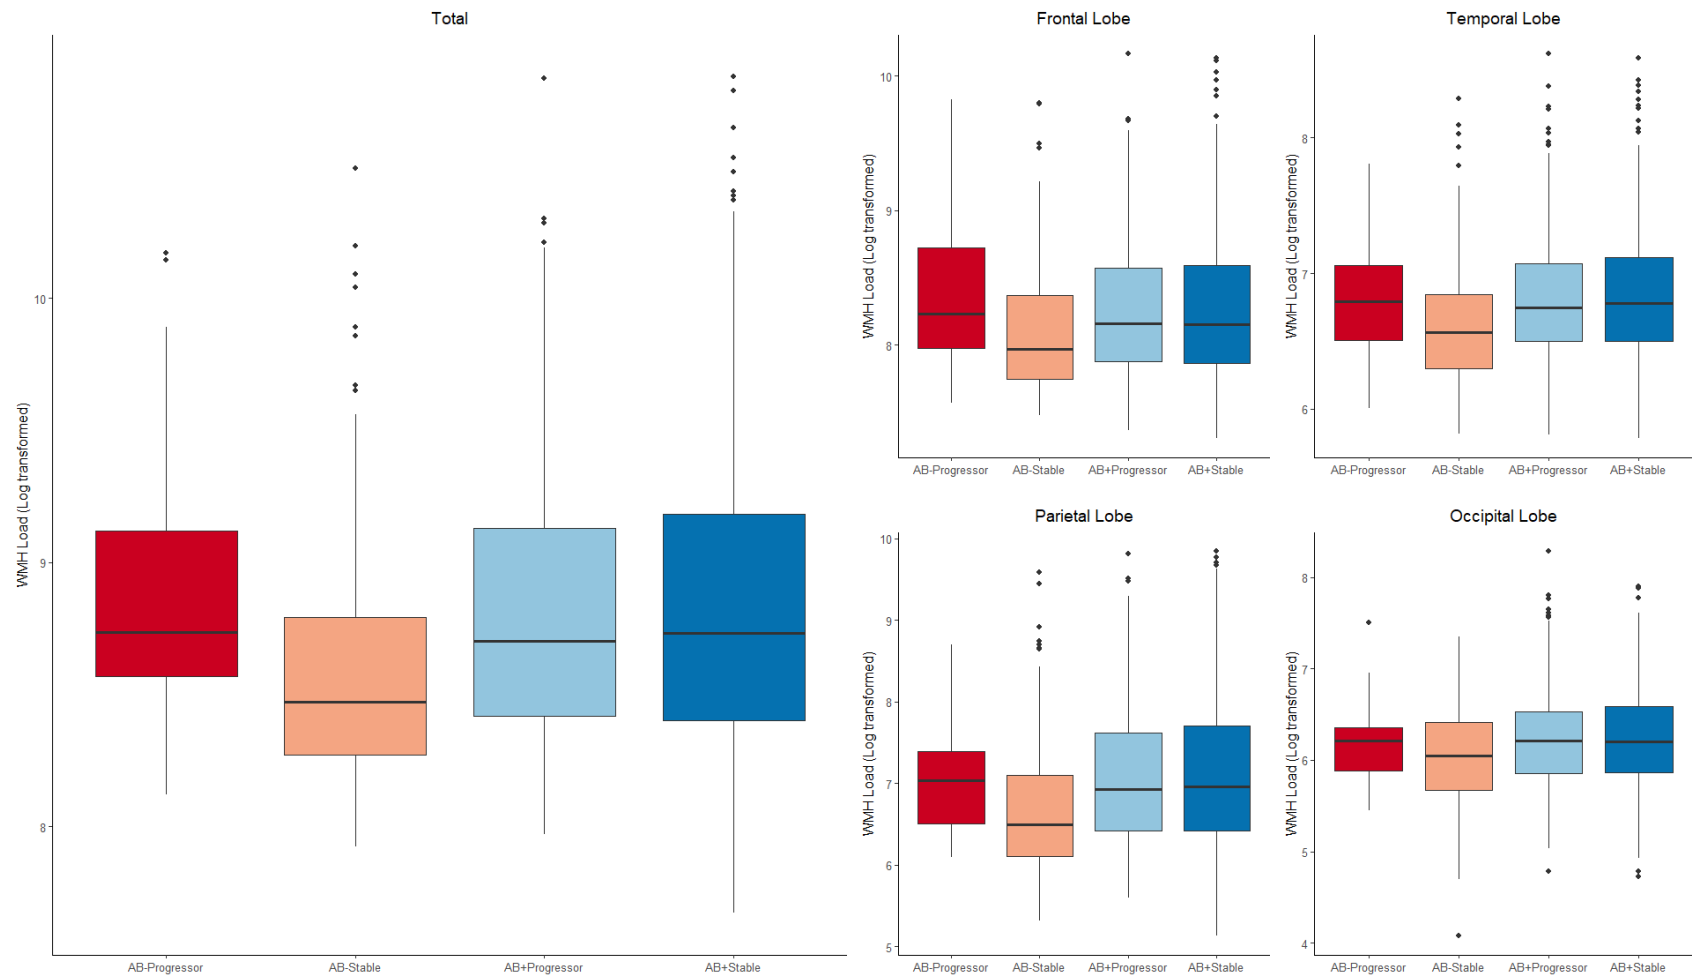 Total
WMH Load (Log transformed)
10
9
8
AB-Progressor AB-Stable AB+Progressor AB+Stable
Frontal Lobe
WMH Load (Log transformed)
10
9
8
AB-Progressor AB-Stable AB+Progressor AB+Stable
Temporal Lobe
WMH Load (Log transformed)
8
7
6
AB-Progressor AB-Stable AB+Progressor AB+Stable
Parietal Lobe
WMH Load (Log transformed)
10
9
8
7
6
5
AB-Progressor AB-Stable AB+Progressor AB+Stable
Occipital Lobe
WMH Load (Log transformed)
8
7
6
5
4
AB-Progressor AB-Stable AB+Progressor AB+Stable